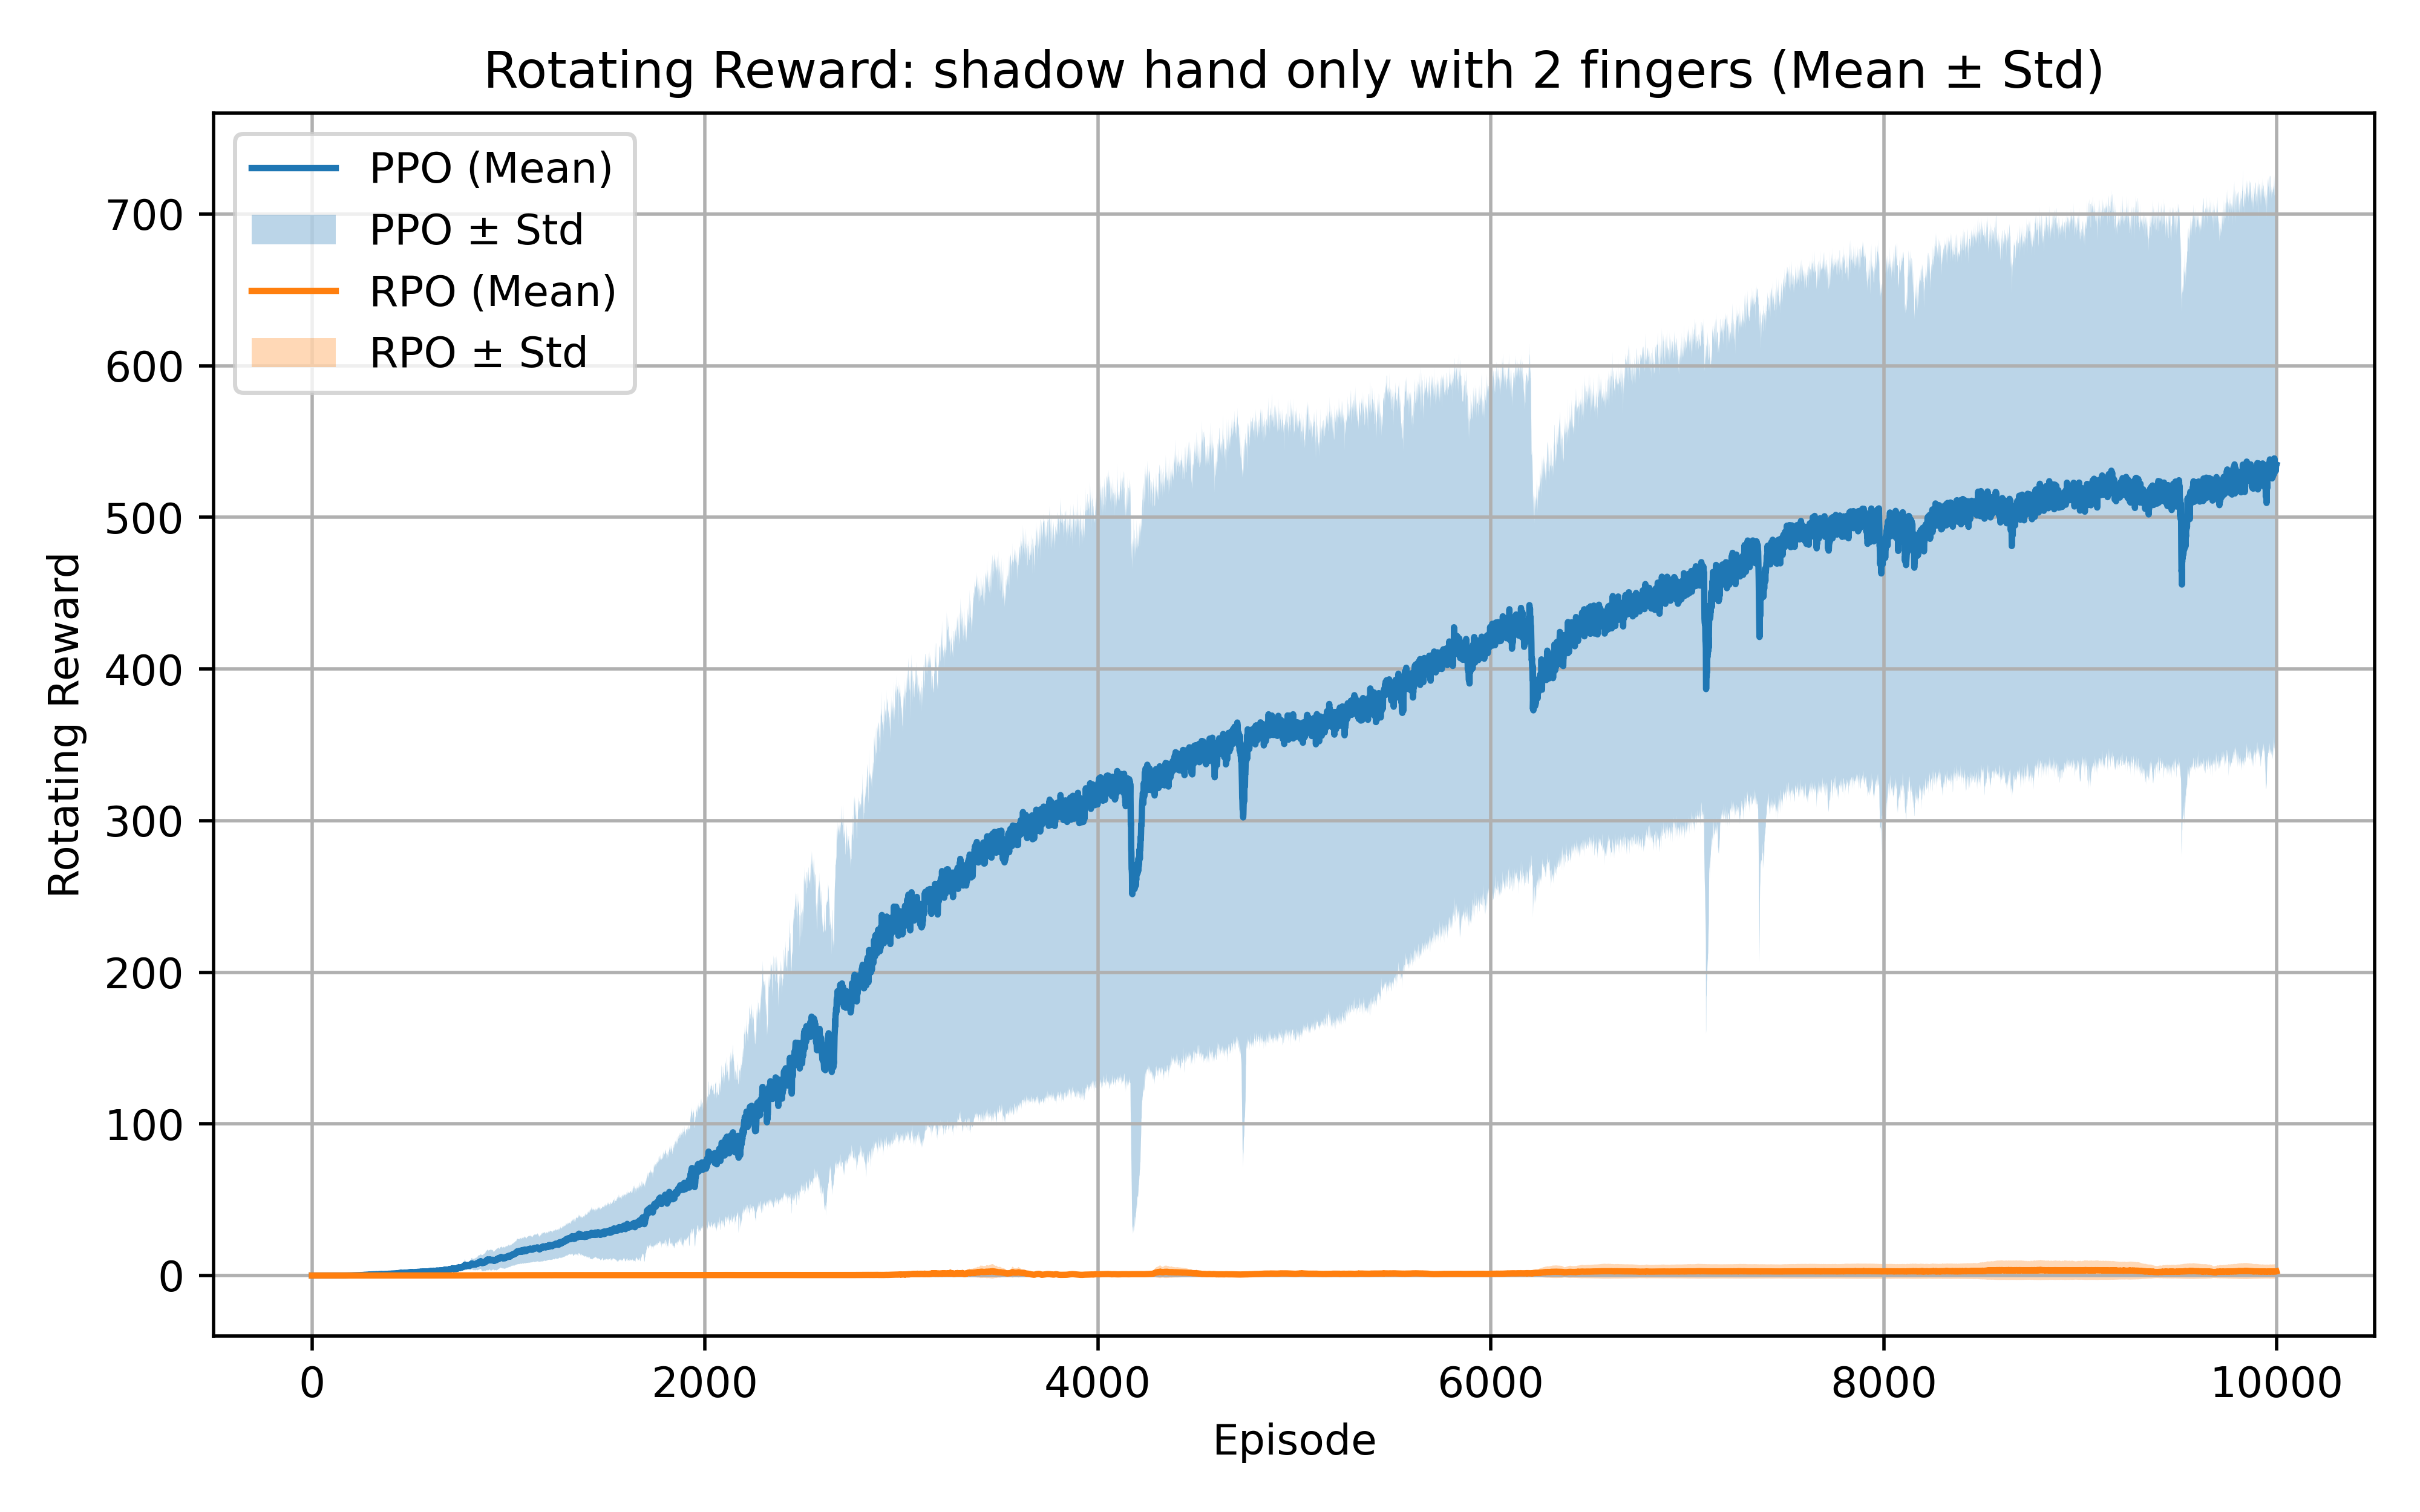 Rotating Reward: shadow hand only with 2 fingers (Mean ± Std)
PPO (Mean)
PPO ± Std
RPO (Mean)
RPO ± Std
700
600
500
400
300
200
100
0
Rotating Reward
0 2000 4000 6000 8000 10000
Episode